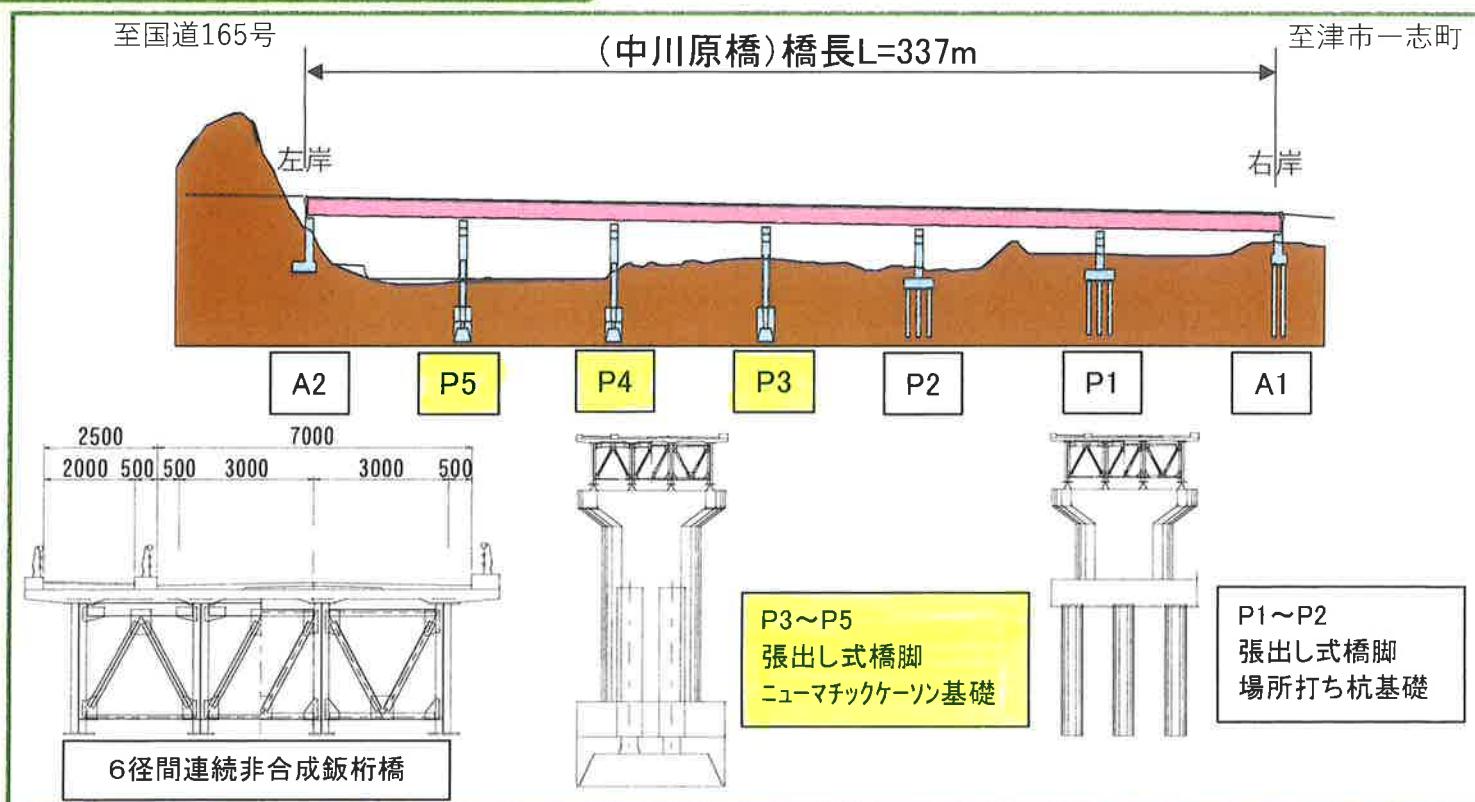 至国道165号
(中川原橋)橋長L=337m
至津市一志町
左岸
右岸
A2
P5
P4
P3
P2
P1
A1
2500
7000
2000
500
500
3000
3000
500
P3～P5
張出し式橋脚
ニューマチックケーソン基礎
P1～P2
張出し式橋脚
場所打ち杭基礎
6径間連続非合成鈑桁橋